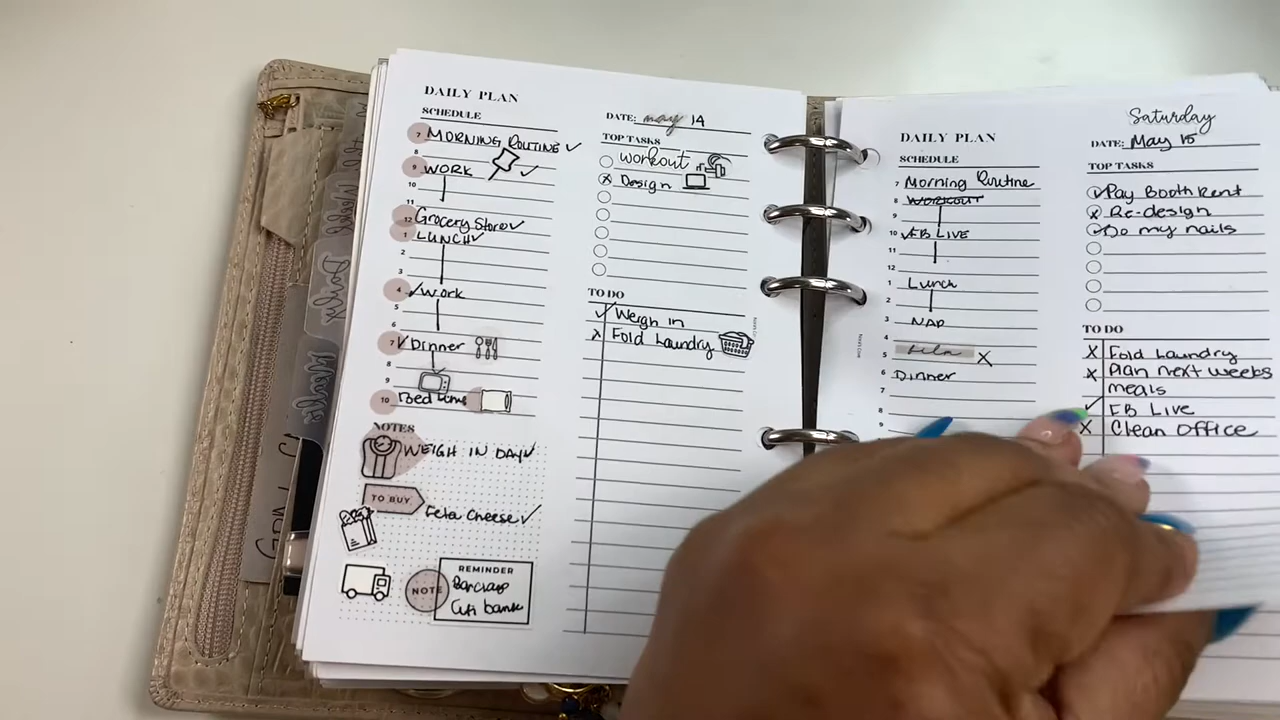 DAILY PLAN
SCHEDULE
7 MORNING ROUTINE ✓
8
9 WORK ✓
10
11
12 Grocery Store ✓
1 LUNCH ✓
2
3
4 ✓ Work
5
6
7 ✓ Dinner
8
9
10 Bed time
NOTES
WEIGH IN DAY ✓
TO BUY
Feta Cheese ✓
NOTE
REMINDER
Barclays
Citi bank
DATE: may 14
TOP TASKS
workout
x Design
TO DO
✓ Weigh in
x Fold Laundry
DAILY PLAN
SCHEDULE
7 Morning Routine
8 WORKOUT
9
10 ✓ FB LIVE
11
12
1 Lunch
2
3 NAP
4
5 X
6 Dinner
7
8
9
Saturday
DATE: May 15
TOP TASKS
✓ Pay Booth Rent
x Re-design
✓ Do my nails
TO DO
X Fold Laundry
x Plan next weeks
meals
✓ FB Live
X Clean Office